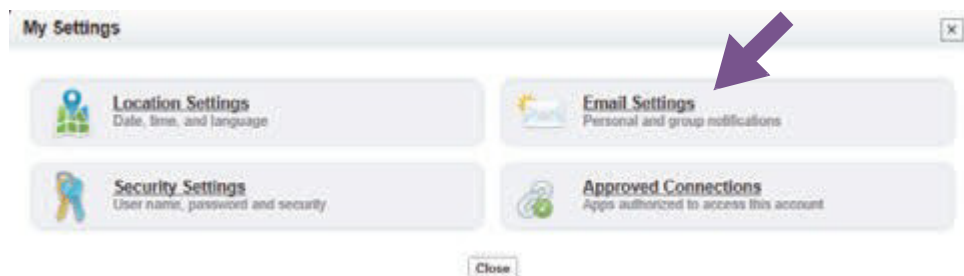 My Settings
Location Settings
Date, time, and language
Email Settings
Personal and group notifications
Security Settings
User name, password and security
Approved Connections
Apps authorized to access this account
Close